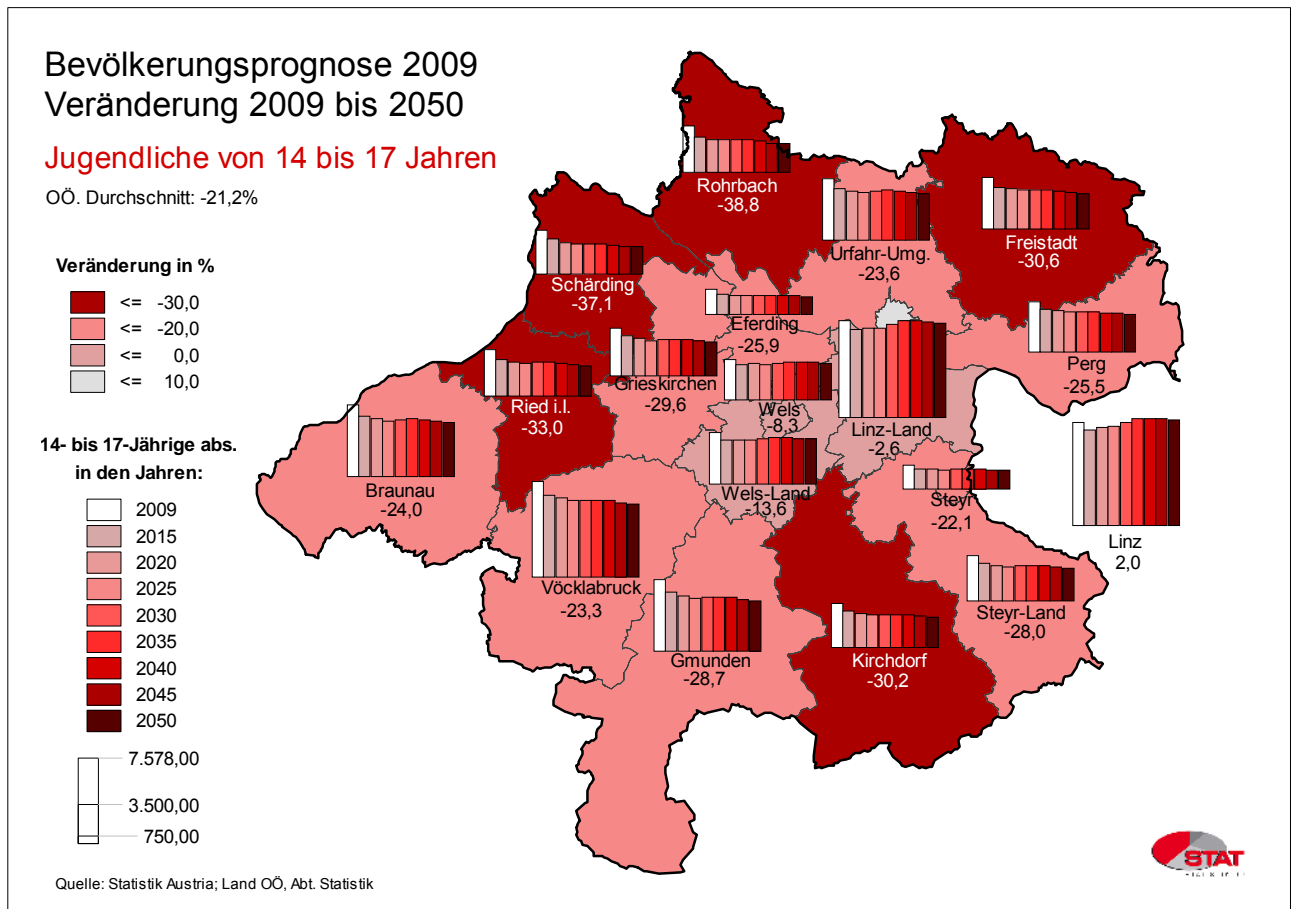 Bevölkerungsprognose 2009
Veränderung 2009 bis 2050
Jugendliche von 14 bis 17 Jahren
OÖ. Durchschnitt: -21,2%
Veränderung in %
<= -30,0
<= -20,0
<= 0,0
<= 10,0
14- bis 17-Jährige abs.
in den Jahren:
2009
2015
2020
2025
2030
2035
2040
2045
2050
7.578,00
3.500,00
750,00
Rohrbach
-38,8
Freistadt
-30,6
Urfahr-Umg.
-23,6
Schärding
-37,1
Eferding
-25,9
Perg
-25,5
Grieskirchen
-29,6
Ried i.I.
-33,0
Wels
-8,3
Linz-Land
-2,6
Braunau
-24,0
Wels-Land
-13,6
Steyr
-22,1
Linz
2,0
Vöcklabruck
-23,3
Steyr-Land
-28,0
Gmunden
-28,7
Kirchdorf
-30,2
STAT
Quelle: Statistik Austria; Land OÖ, Abt. Statistik